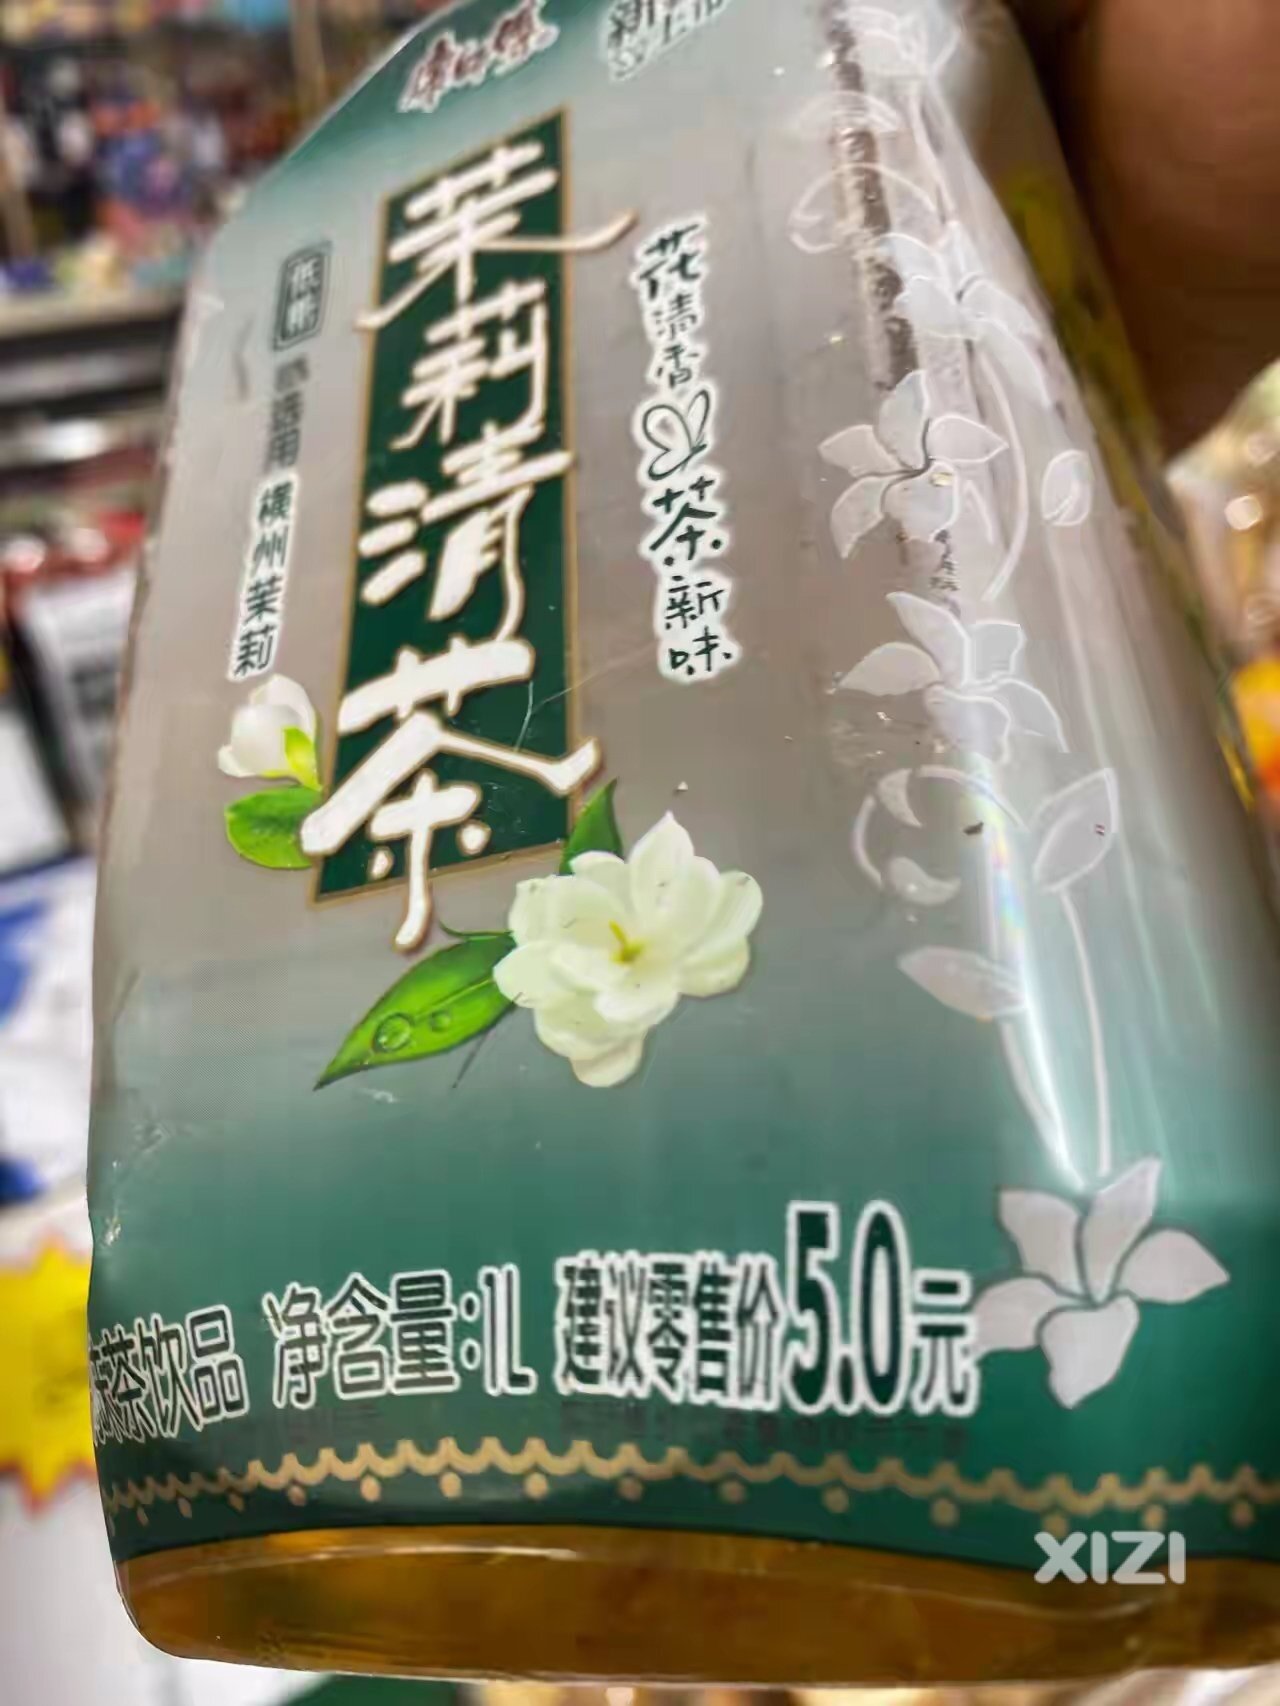 康师傅
茉莉清茶
花清香
茶新味
低糖
选用
横州茉莉
味茶饮品 净含量:1L 建议零售价5.0元
XIZI